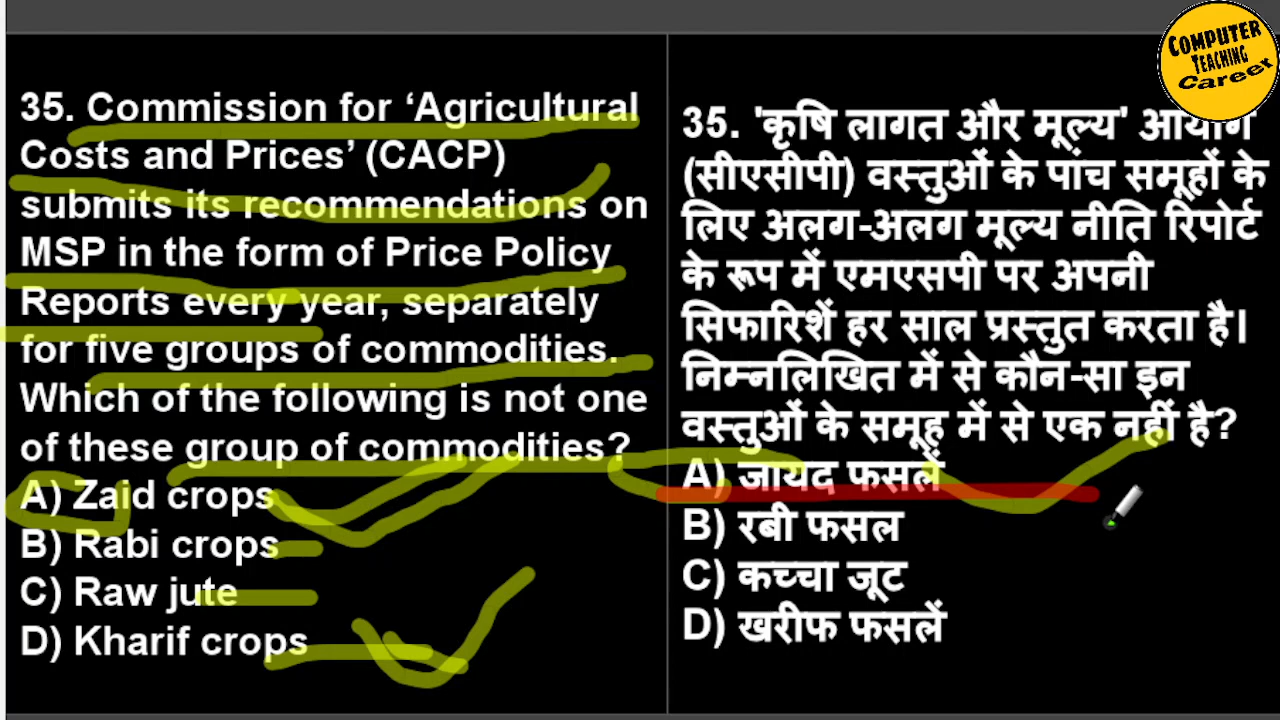 COMPUTER
TEACHING
Career
35. Commission for ‘Agricultural
Costs and Prices’ (CACP)
submits its recommendations on
MSP in the form of Price Policy
Reports every year, separately
for five groups of commodities.
Which of the following is not one
of these group of commodities?
A) Zaid crops
B) Rabi crops
C) Raw jute
D) Kharif crops
35. 'कृषि लागत और मूल्य' आयोग
(सीएसीपी) वस्तुओं के पांच समूहों के
लिए अलग-अलग मूल्य नीति रिपोर्ट
के रूप में एमएसपी पर अपनी
सिफारिशें हर साल प्रस्तुत करता है।
निम्नलिखित में से कौन-सा इन
वस्तुओं के समूह में से एक नहीं है?
A) जायद फसलें
B) रबी फसल
C) कच्चा जूट
D) खरीफ फसलें